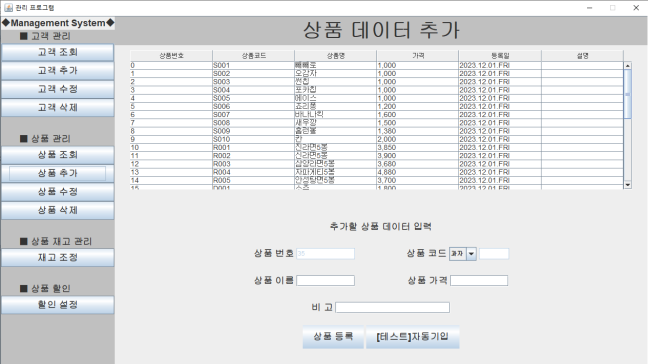 관리 프로그램
◆Management System◆
■ 고객 관리
고객 조회
고객 추가
고객 수정
고객 삭제
■ 상품 관리
상품 조회
상품 추가
상품 수정
상품 삭제
■ 상품 재고 관리
재고 조정
■ 상품 할인
할인 설정
상품 데이터 추가
상품번호 상품코드 상품명 가격 등록일 설명
0 S001 빼빼로 1,000 2023.12.01.FRI
1 S002 오감자 1,000 2023.12.01.FRI
2 S003 썬칩 1,000 2023.12.01.FRI
3 S004 포카칩 1,000 2023.12.01.FRI
4 S005 에이스 1,000 2023.12.01.FRI
5 S006 죠리퐁 1,200 2023.12.01.FRI
6 S007 바나나킥 1,600 2023.12.01.FRI
7 S008 새우깡 1,500 2023.12.01.FRI
8 S009 홈런볼 1,380 2023.12.01.FRI
9 S010 칸 2,000 2023.12.01.FRI
10 R001 진라면5봉 3,850 2023.12.01.FRI
11 R002 신라면5봉 3,900 2023.12.01.FRI
12 R003 삼양라면5봉 3,680 2023.12.01.FRI
13 R004 짜파게티5봉 4,880 2023.12.01.FRI
14 R005 안성탕면5봉 3,700 2023.12.01.FRI
15 D001 소주 1,800 2023.12.01.FRI
추가할 상품 데이터 입력
상품 번호 35 상품 코드 과자
상품 이름 상품 가격
비 고
상품 등록 [테스트]자동기입